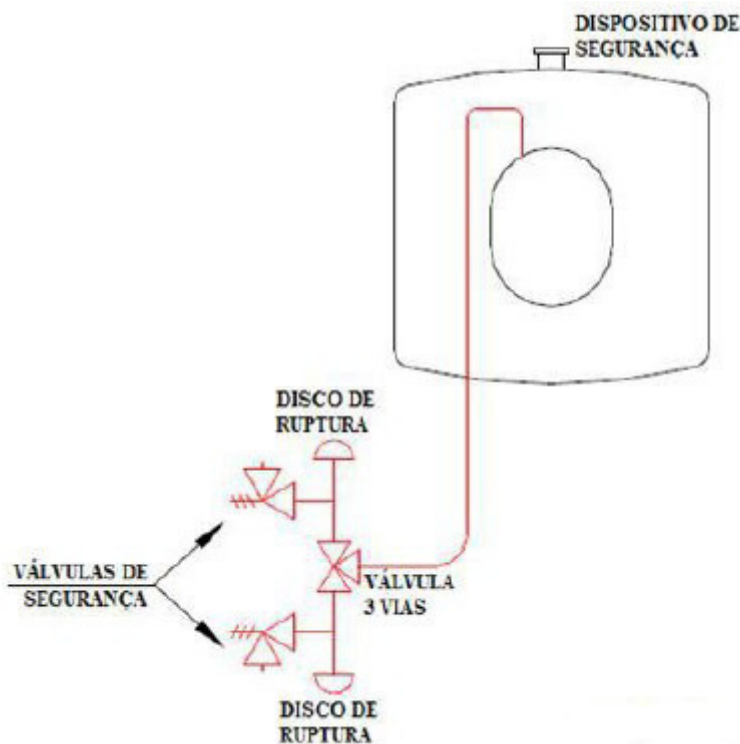 DISPOSITIVO DE
SEGURANÇA
DISCO DE
RUPTURA
VÁLVULAS DE
SEGURANÇA
VÁLVULA
3 VIAS
DISCO DE
RUPTURA